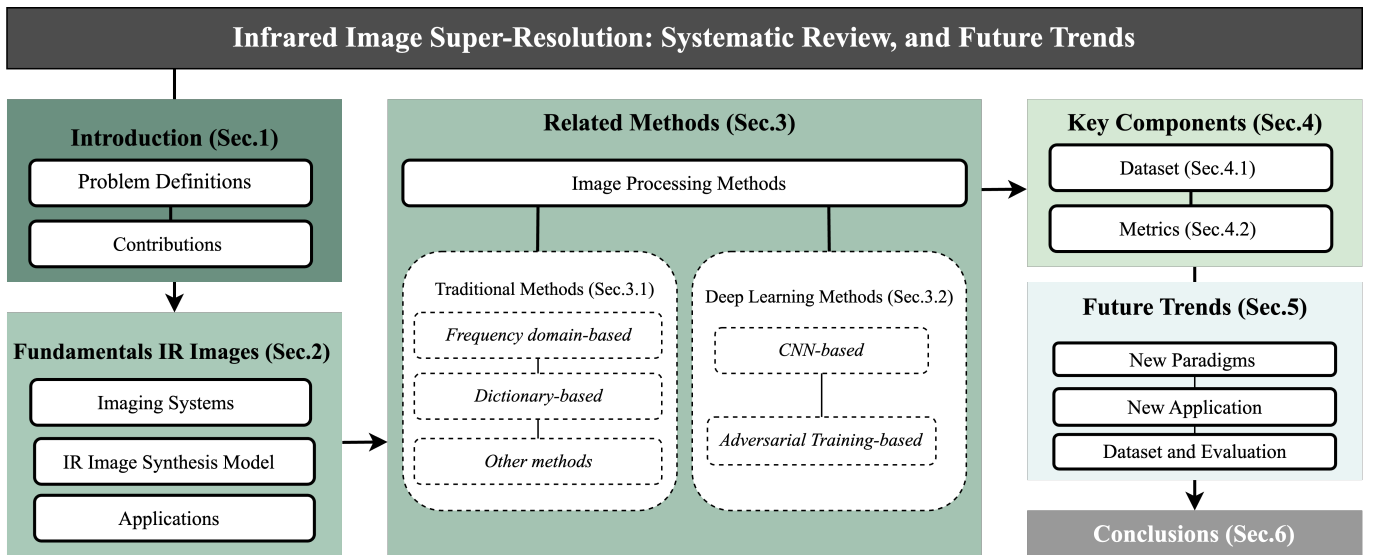 Infrared Image Super-Resolution: Systematic Review, and Future Trends
Introduction (Sec.1)
Problem Definitions
Contributions
Fundamentals IR Images (Sec.2)
Imaging Systems
IR Image Synthesis Model
Applications
Related Methods (Sec.3)
Image Processing Methods
Traditional Methods (Sec.3.1)
Frequency domain-based
Dictionary-based
Other methods
Deep Learning Methods (Sec.3.2)
CNN-based
Adversarial Training-based
Key Components (Sec.4)
Dataset (Sec.4.1)
Metrics (Sec.4.2)
Future Trends (Sec.5)
New Paradigms
New Application
Dataset and Evaluation
Conclusions (Sec.6)